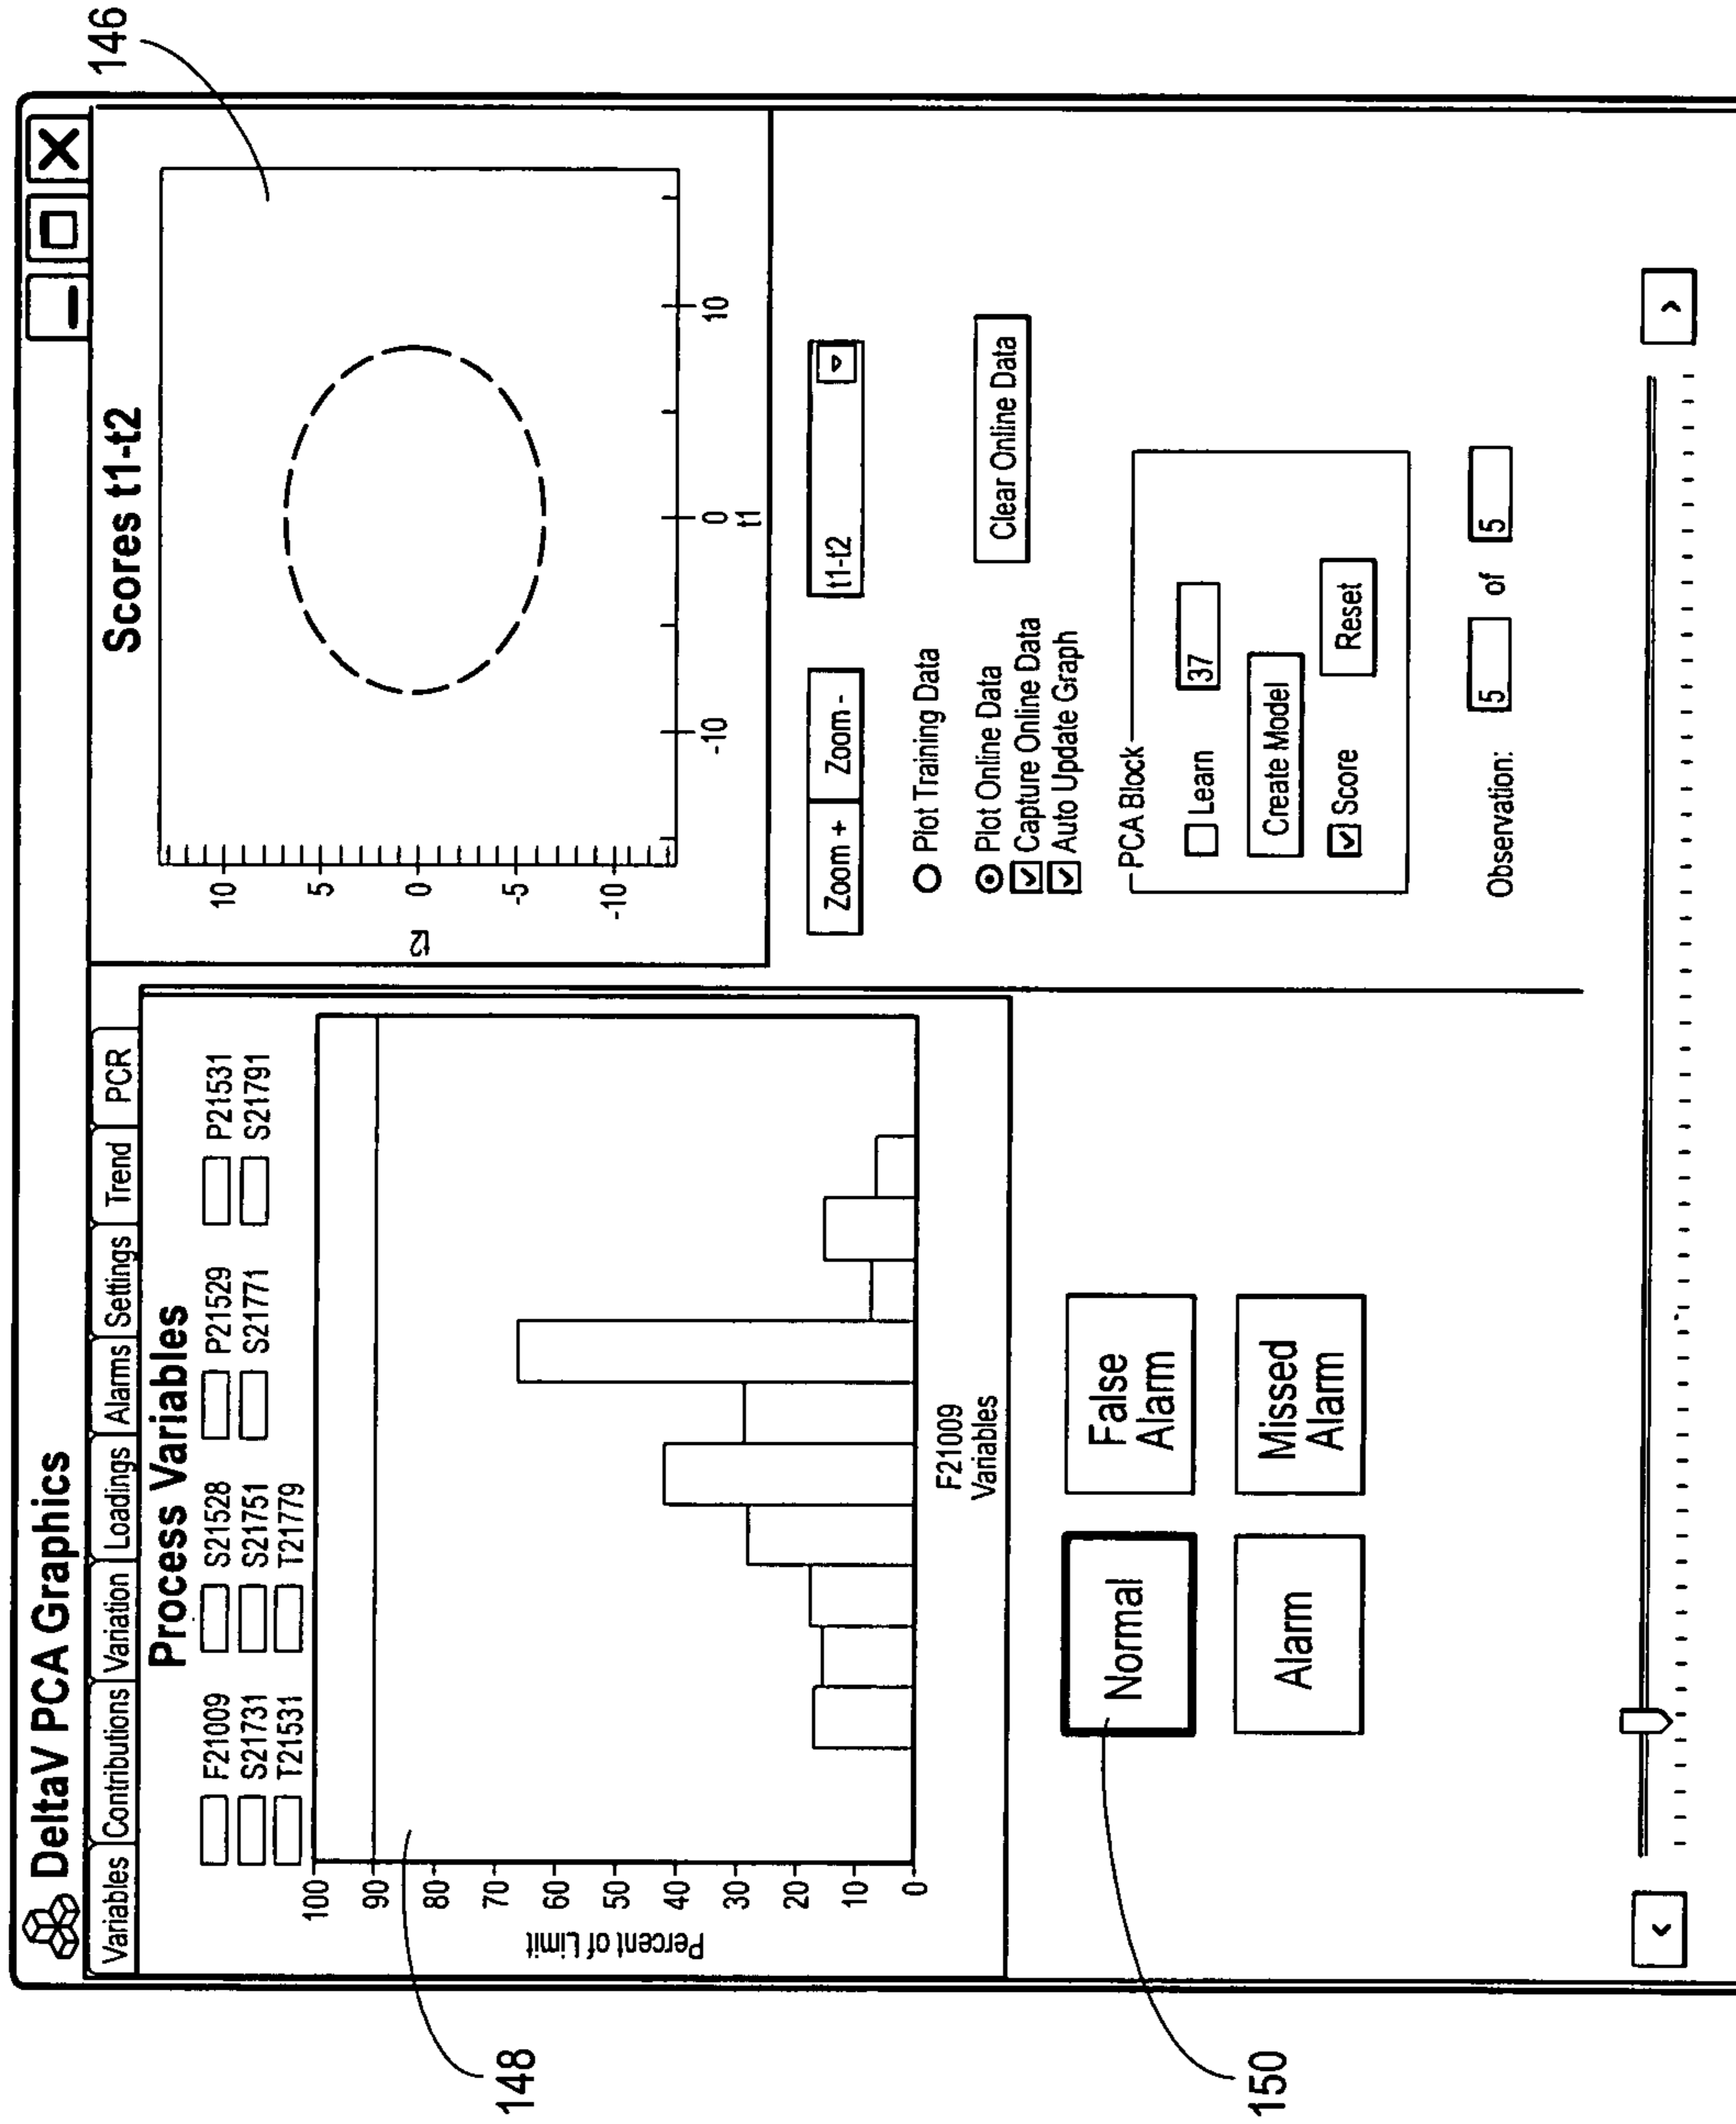 DeltaV PCA Graphics
Variables Contributions Variation Loadings Alarms Settings Trend PCR
Process Variables
F21009 S21528 P21529 P21531
S21731 S21751 S21771 S21791
T21531 T21779
100
90
80
70
60
50
40
30
20
10
0
Percent of Limit
F21009
Variables
Normal
False
Alarm
Alarm
Missed
Alarm
Scores t1-t2
10
5
0
-5
-10
t2
-10 0 10
t1
Zoom + Zoom - t1-t2
Plot Training Data
Plot Online Data
Clear Online Data
Capture Online Data
Auto Update Graph
PCA Block
Learn 37
Create Model
Score Reset
Observation: 5 of 5
< >
146
148
150